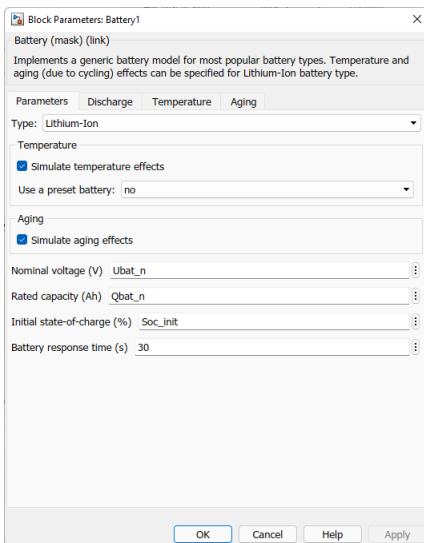 Block Parameters: Battery1
Battery (mask) (link)
Implements a generic battery model for most popular battery types. Temperature and
aging (due to cycling) effects can be specified for Lithium-Ion battery type.
Parameters Discharge Temperature Aging
Type: Lithium-Ion
Temperature
Simulate temperature effects
Use a preset battery: no
Aging
Simulate aging effects
Nominal voltage (V) Ubat_n
Rated capacity (Ah) Qbat_n
Initial state-of-charge (%) Soc_init
Battery response time (s) 30
OK Cancel Help Apply